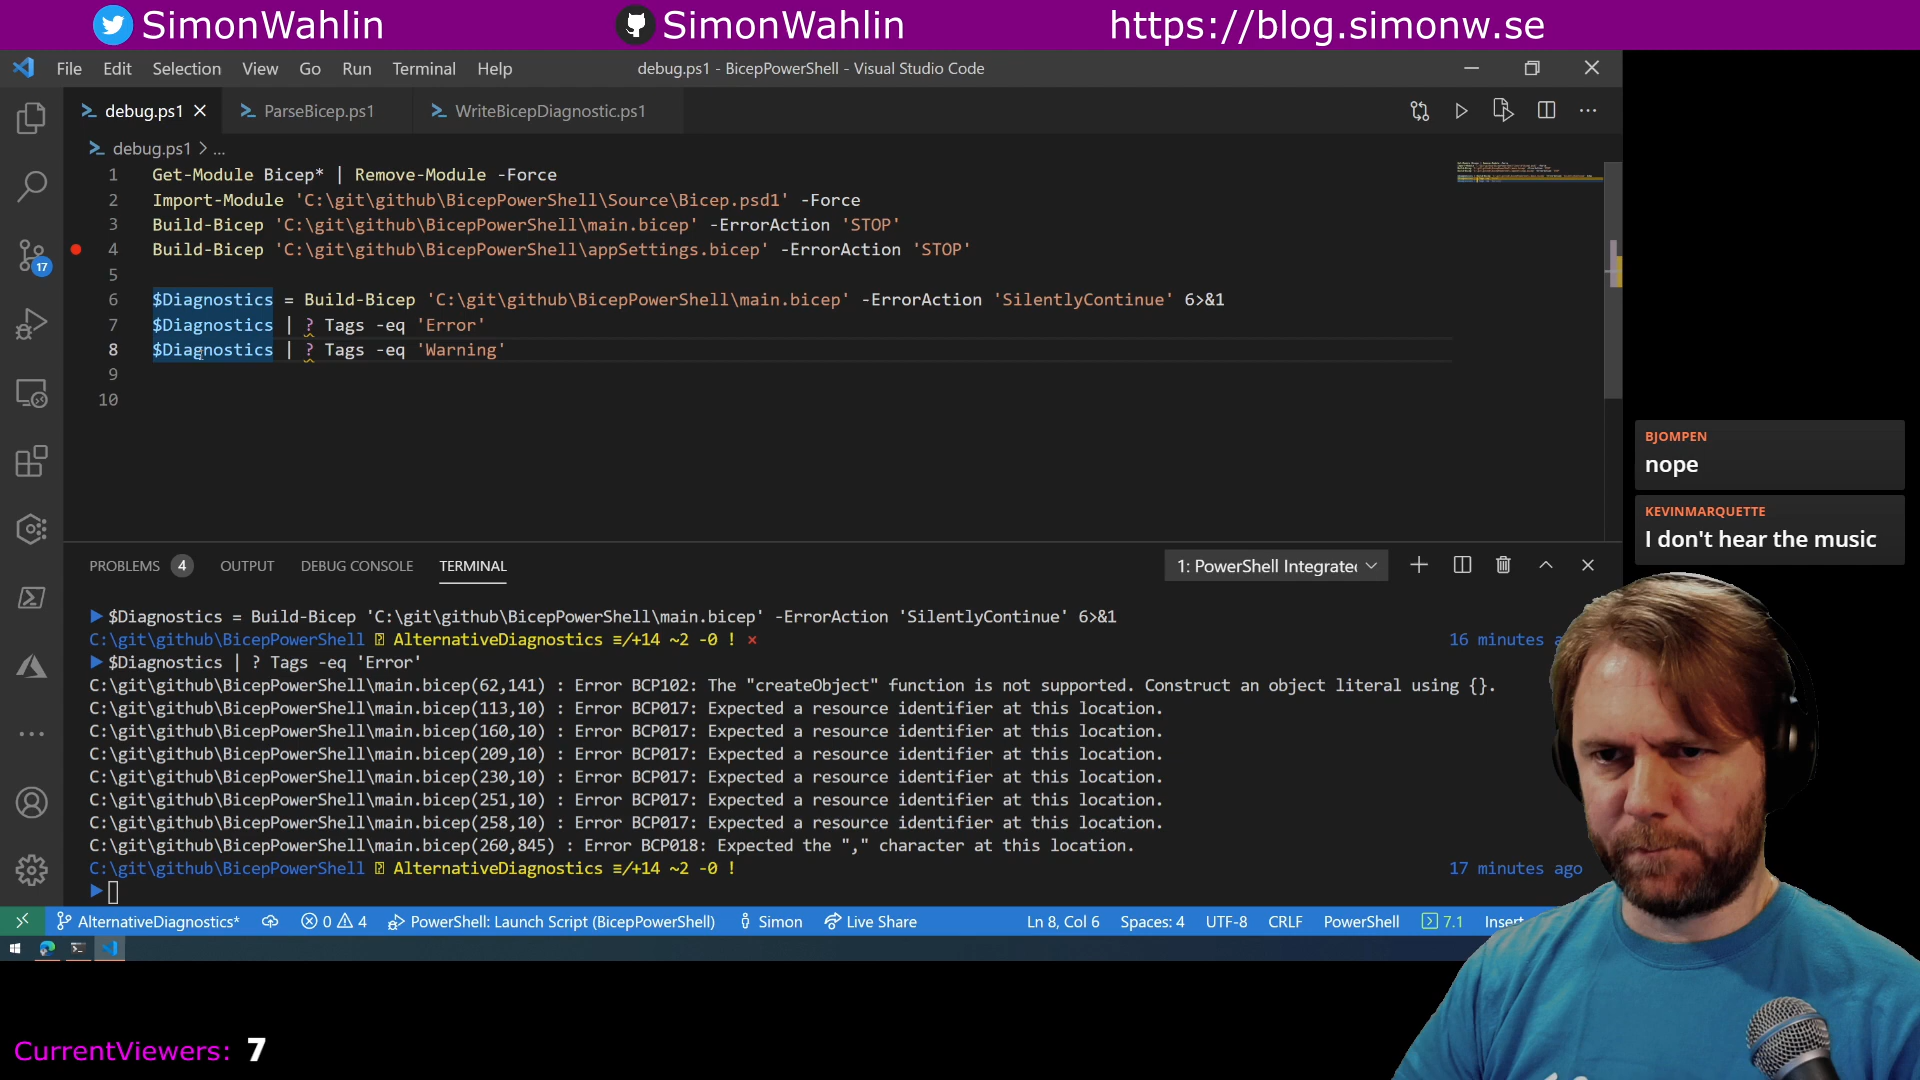 SimonWahlin SimonWahlin https://blog.simonw.se
File Edit Selection View Go Run Terminal Help debug.ps1 - BicepPowerShell - Visual Studio Code
debug.ps1 ParseBicep.ps1 WriteBicepDiagnostic.ps1
debug.ps1 > ...
1 Get-Module Bicep* | Remove-Module -Force
2 Import-Module 'C:\git\github\BicepPowerShell\Source\Bicep.psd1' -Force
3 Build-Bicep 'C:\git\github\BicepPowerShell\main.bicep' -ErrorAction 'STOP'
4 Build-Bicep 'C:\git\github\BicepPowerShell\appSettings.bicep' -ErrorAction 'STOP'
5
6 $Diagnostics = Build-Bicep 'C:\git\github\BicepPowerShell\main.bicep' -ErrorAction 'SilentlyContinue' 6>&1
7 $Diagnostics | ? Tags -eq 'Error'
8 $Diagnostics | ? Tags -eq 'Warning'
9
10
17
BJOMPEN
nope
KEVINMARQUETTE
I don't hear the music
PROBLEMS 4 OUTPUT DEBUG CONSOLE TERMINAL 1: PowerShell Integrated
$Diagnostics = Build-Bicep 'C:\git\github\BicepPowerShell\main.bicep' -ErrorAction 'SilentlyContinue' 6>&1
C:\git\github\BicepPowerShell AlternativeDiagnostics ≡/+14 ~2 -0 ! × 16 minutes
$Diagnostics | ? Tags -eq 'Error'
C:\git\github\BicepPowerShell\main.bicep(62,141) : Error BCP102: The "createObject" function is not supported. Construct an object literal using {}.
C:\git\github\BicepPowerShell\main.bicep(113,10) : Error BCP017: Expected a resource identifier at this location.
C:\git\github\BicepPowerShell\main.bicep(160,10) : Error BCP017: Expected a resource identifier at this location.
C:\git\github\BicepPowerShell\main.bicep(209,10) : Error BCP017: Expected a resource identifier at this location.
C:\git\github\BicepPowerShell\main.bicep(230,10) : Error BCP017: Expected a resource identifier at this location.
C:\git\github\BicepPowerShell\main.bicep(251,10) : Error BCP017: Expected a resource identifier at this location.
C:\git\github\BicepPowerShell\main.bicep(258,10) : Error BCP017: Expected a resource identifier at this location.
C:\git\github\BicepPowerShell\main.bicep(260,845) : Error BCP018: Expected the "," character at this location.
C:\git\github\BicepPowerShell AlternativeDiagnostics ≡/+14 ~2 -0 ! 17 minutes ago
AlternativeDiagnostics* 0 4 PowerShell: Launch Script (BicepPowerShell) Simon Live Share Ln 8, Col 6 Spaces: 4 UTF-8 CRLF PowerShell 7.1 Insert
CurrentViewers: 7